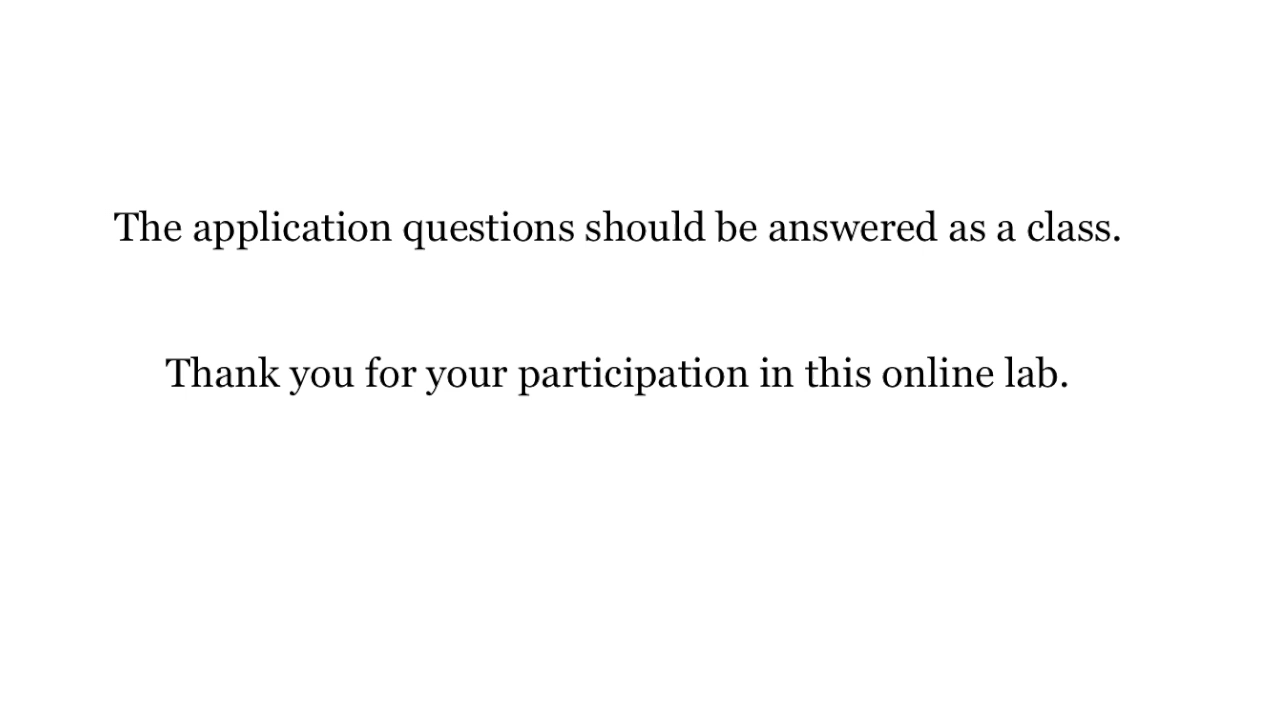 The application questions should be answered as a class.
Thank you for your participation in this online lab.